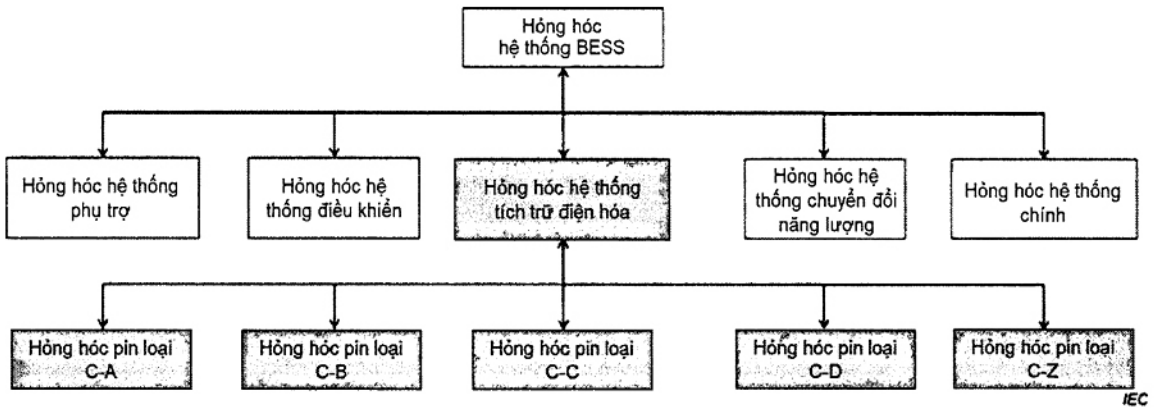 Hỏng hóc
hệ thống BESS
Hỏng hóc hệ thống
phụ trợ
Hỏng hóc hệ
thống điều khiển
Hỏng hóc hệ thống
tích trữ điện hóa
Hỏng hóc hệ
thống chuyển đổi
năng lượng
Hỏng hóc hệ thống
chính
Hỏng hóc pin loại
C-A
Hỏng hóc pin loại
C-B
Hỏng hóc pin loại
C-C
Hỏng hóc pin loại
C-D
Hỏng hóc pin loại
C-Z
IEC